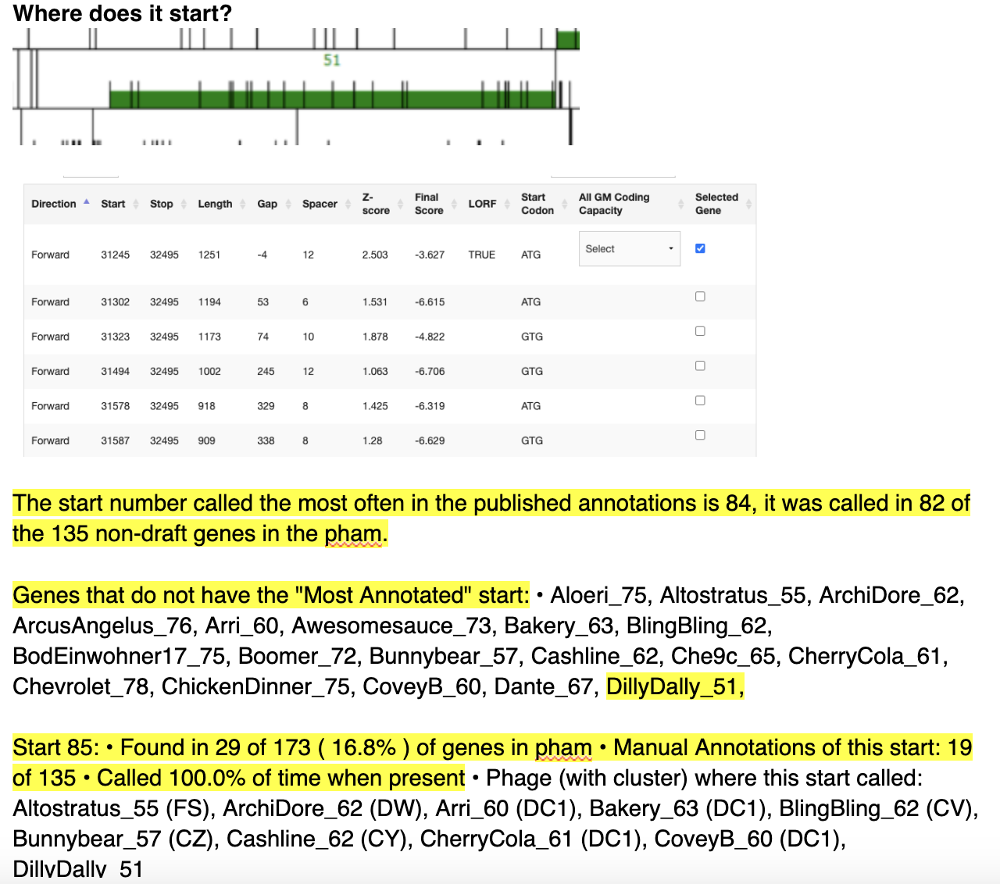 Where does it start?
51
Direction Start Stop Length Gap Spacer Z-score Final Score LORF Start Codon All GM Coding Capacity Selected Gene
Forward 31245 32495 1251 -4 12 2.503 -3.627 TRUE ATG Select
Forward 31302 32495 1194 53 6 1.531 -6.615 ATG
Forward 31323 32495 1173 74 10 1.878 -4.822 GTG
Forward 31494 32495 1002 245 12 1.063 -6.706 GTG
Forward 31578 32495 918 329 8 1.425 -6.319 ATG
Forward 31587 32495 909 338 8 1.28 -6.629 GTG
The start number called the most often in the published annotations is 84, it was called in 82 of
the 135 non-draft genes in the pham.
Genes that do not have the "Most Annotated" start: • Aloeri_75, Altostratus_55, ArchiDore_62,
ArcusAngelus_76, Arri_60, Awesomesauce_73, Bakery_63, BlingBling_62,
BodEinwohner17_75, Boomer_72, Bunnybear_57, Cashline_62, Che9c_65, CherryCola_61,
Chevrolet_78, ChickenDinner_75, CoveyB_60, Dante_67, DillyDally_51,
Start 85: • Found in 29 of 173 ( 16.8% ) of genes in pham • Manual Annotations of this start: 19
of 135 • Called 100.0% of time when present • Phage (with cluster) where this start called:
Altostratus_55 (FS), ArchiDore_62 (DW), Arri_60 (DC1), Bakery_63 (DC1), BlingBling_62 (CV),
Bunnybear_57 (CZ), Cashline_62 (CY), CherryCola_61 (DC1), CoveyB_60 (DC1),
DillyDally_51